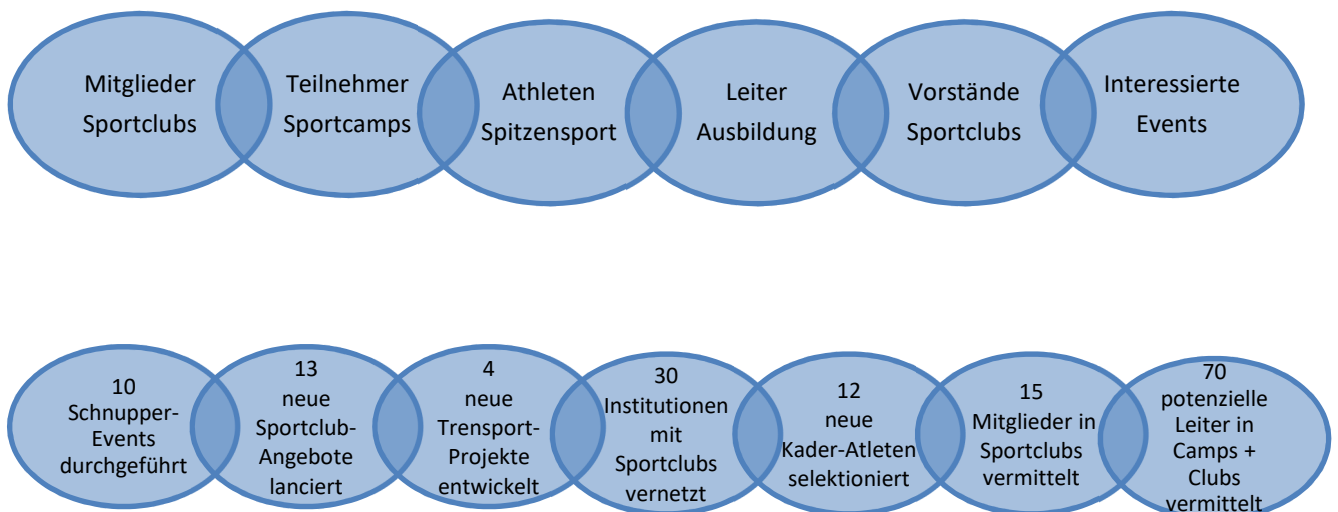 Mitglieder
Sportclubs
Teilnehmer
Sportcamps
Athleten
Spitzensport
Leiter
Ausbildung
Vorstände
Sportclubs
Interessierte
Events
10
Schnupper-
Events
durchgeführt
13
neue
Sportclub-
Angebote
lanciert
4
neue
Trensport-
Projekte
entwickelt
30
Institutionen
mit
Sportclubs
vernetzt
12
neue
Kader-Atleten
selektioniert
15
Mitglieder in
Sportclubs
vermittelt
70
potenzielle
Leiter in
Camps +
Clubs
vermittelt